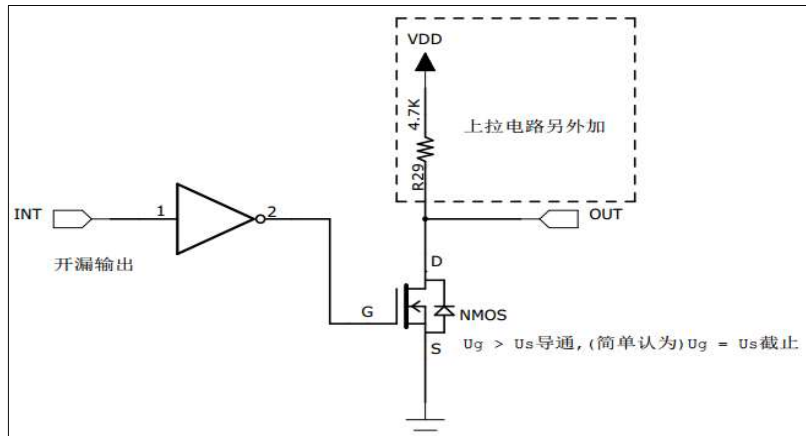 VDD
4.7K
R29
上拉电路另外加
INT
1
2
OUT
开漏输出
D
G
NMOS
S
Ug > Us导通,(简单认为)Ug = Us截止